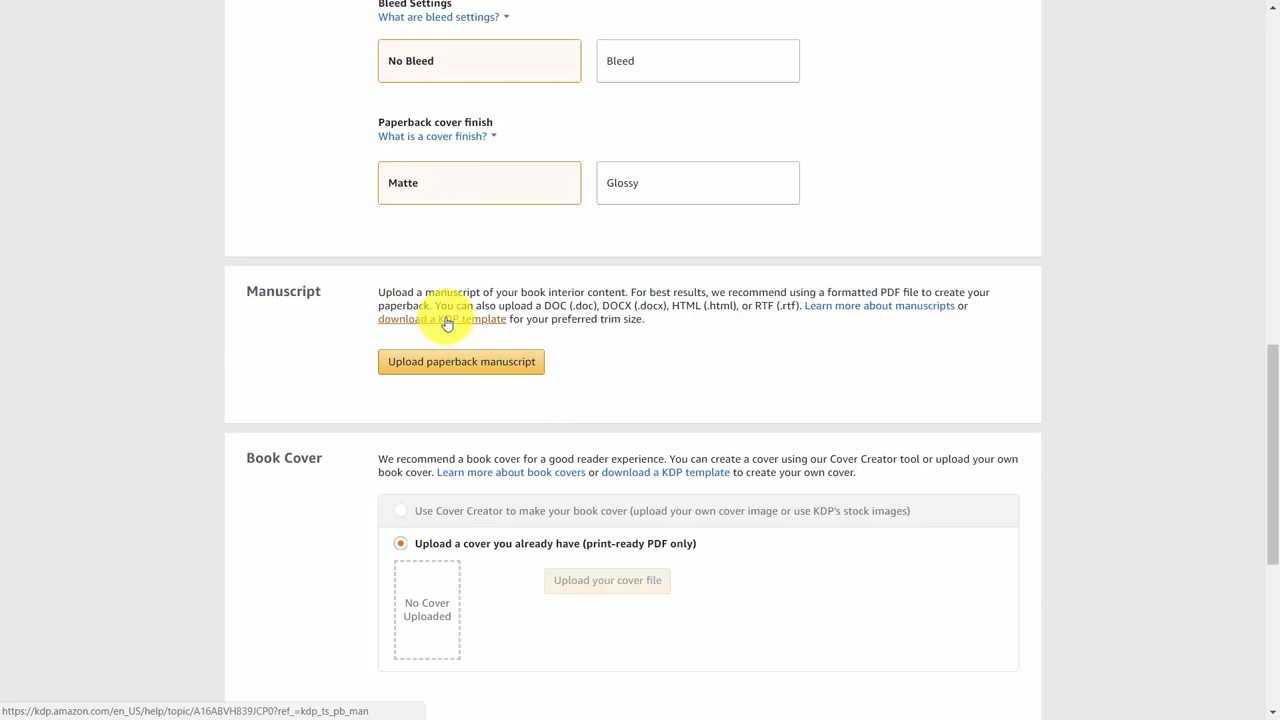 Bleed Settings
What are bleed settings?
No Bleed
Bleed
Paperback cover finish
What is a cover finish?
Matte
Glossy
Manuscript
Upload a manuscript of your book interior content. For best results, we recommend using a formatted PDF file to create your
paperback. You can also upload a DOC (.doc), DOCX (.docx), HTML (.html), or RTF (.rtf). Learn more about manuscripts or
download a KDP template for your preferred trim size.
Upload paperback manuscript
Book Cover
We recommend a book cover for a good reader experience. You can create a cover using our Cover Creator tool or upload your own
book cover. Learn more about book covers or download a KDP template to create your own cover.
Use Cover Creator to make your book cover (upload your own cover image or use KDP's stock images)
Upload a cover you already have (print-ready PDF only)
No Cover
Uploaded
Upload your cover file
https://kdp.amazon.com/en_US/help/topic/A16ABVH839JCP0?ref_=kdp_ts_pb_man